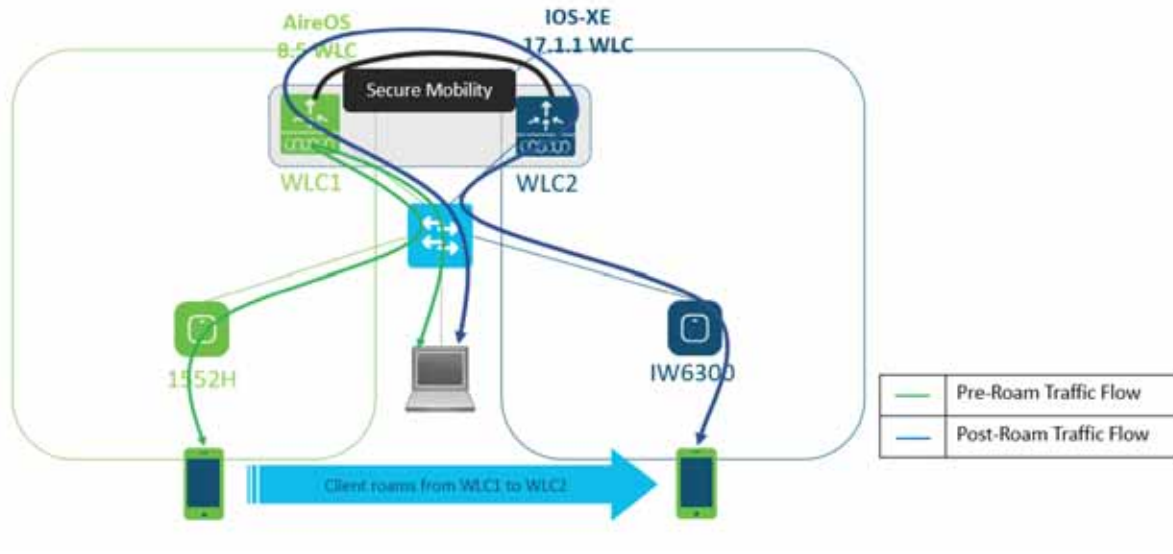 AireOS
8.5 WLC
IOS-XE
17.1.1 WLC
Secure Mobility
WLC1
WLC2
1552H
IW6300
Pre-Roam Traffic Flow
Post-Roam Traffic Flow
Client roams from WLC1 to WLC2